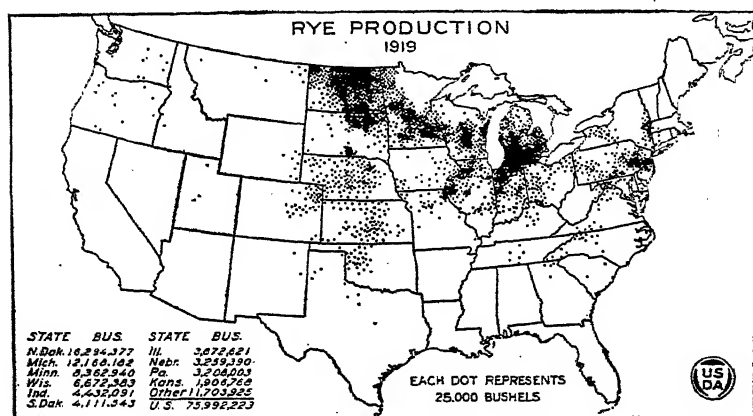 RYE PRODUCTION
1919
STATE BUS. STATE BUS.
N.Dak. 16,294,377 Ill. 3,872,621
Mich. 12,168,182 Nebr. 3,259,390
Minn. 8,362,940 Pa. 3,208,003
Wis. 6,672,383 Kans. 1,906,768
Ind. 4,432,091 Other 11,703,925
S.Dak. 4,111,543 U.S. 75,992,223
EACH DOT REPRESENTS
25,000 BUSHELS
US
DA